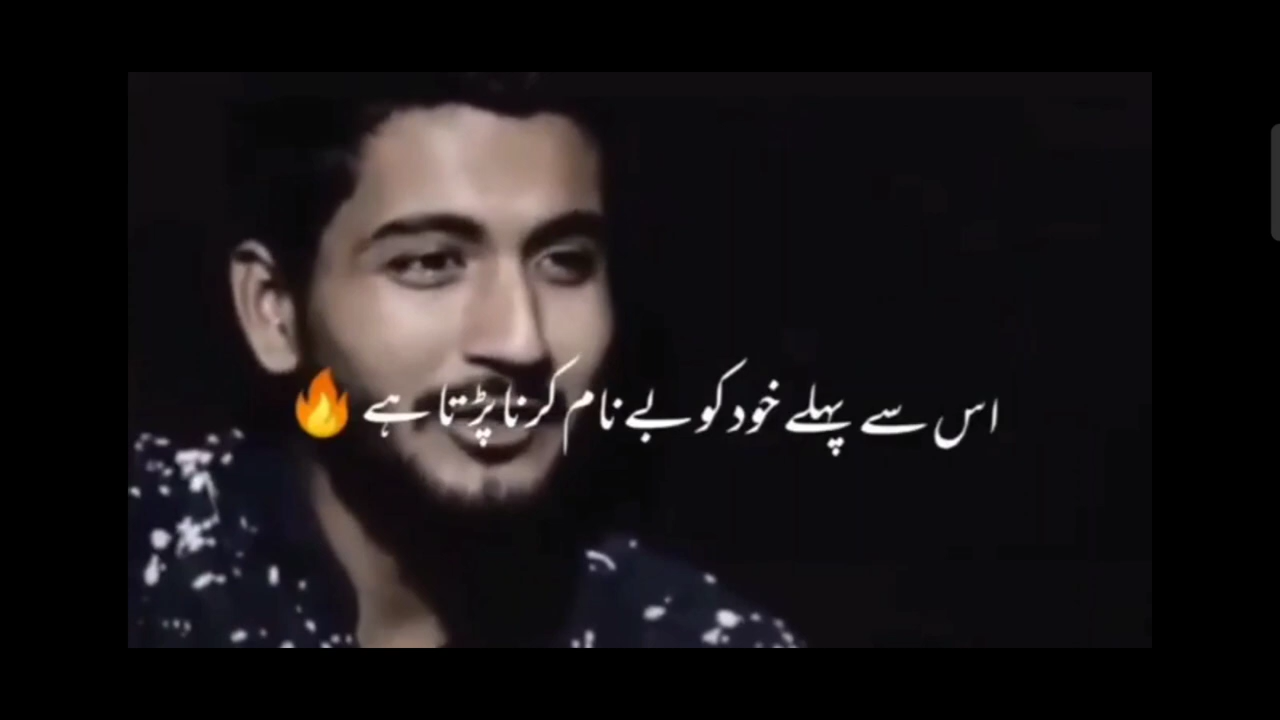 اس سے پہلے خود کو بے نام کرنا پڑتا ہے 🔥